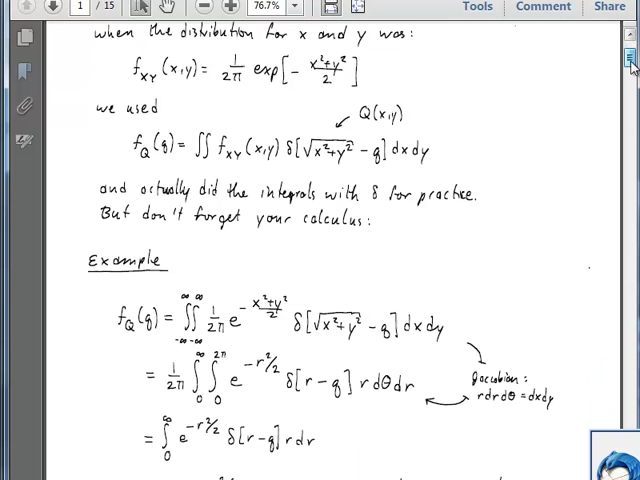 1 / 15 76.7% Tools Comment Share
when the distribution for x and y was:
f_XY(x,y) = 1/2π exp[- x²+y²/2]
we used
Q(x,y)
f_Q(q) = ∬ f_XY(x,y) δ[√x²+y² - q] dx dy
and actually did the integrals with δ for practice.
But don't forget your calculus:
Example
f_Q(q) = ∫_{-∞}^{∞} ∫_{-∞}^{∞} 1/2π e^{- x²+y²/2} δ[√x²+y² - q] dx dy
= 1/2π ∫_0^∞ ∫_0^{2π} e^{-r²/2} δ[r-q] r dθ dr
Jacobian:
r dr dθ = dx dy
= ∫_0^∞ e^{-r²/2} δ[r-q] r dr